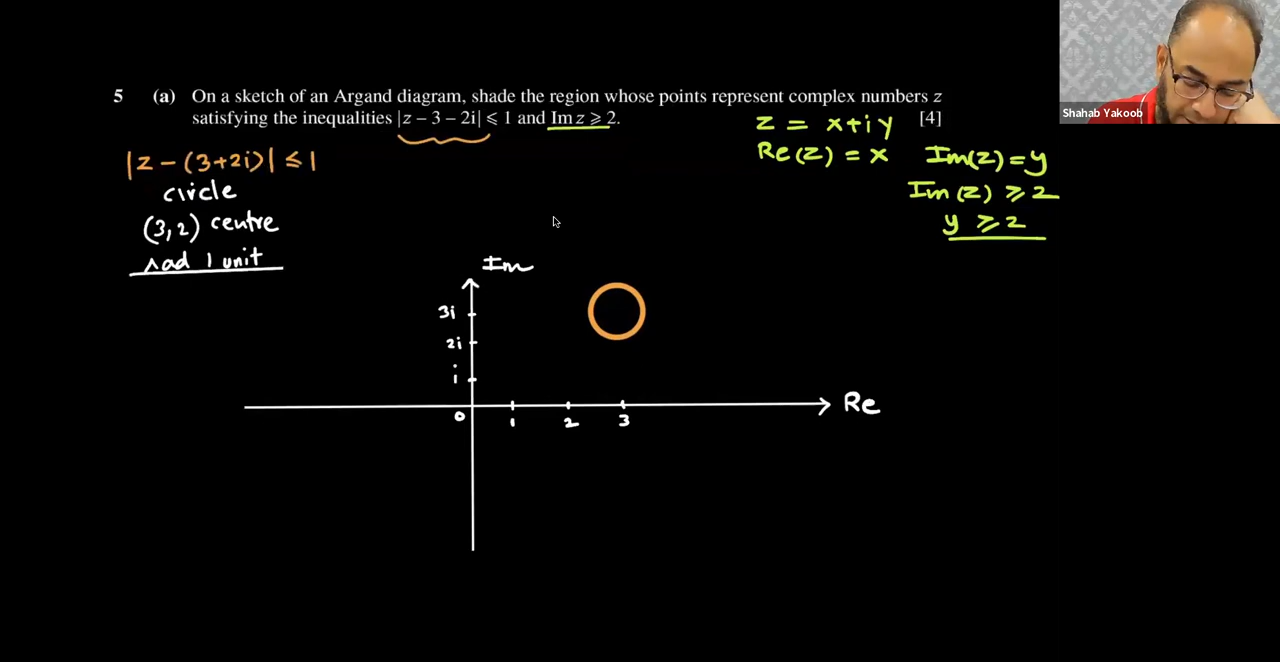 5 (a) On a sketch of an Argand diagram, shade the region whose points represent complex numbers z
satisfying the inequalities |z − 3 − 2i| ⩽ 1 and Im z ⩾ 2. [4]
|z − (3+2i)| ≤ 1
circle
(3,2) centre
rad 1 unit
z = x+iy
Re(z) = x
Im(z) = y
Im(z) ⩾ 2
y ⩾ 2
Shahab Yakoob
Im
3i
2i
i
0 1 2 3
Re